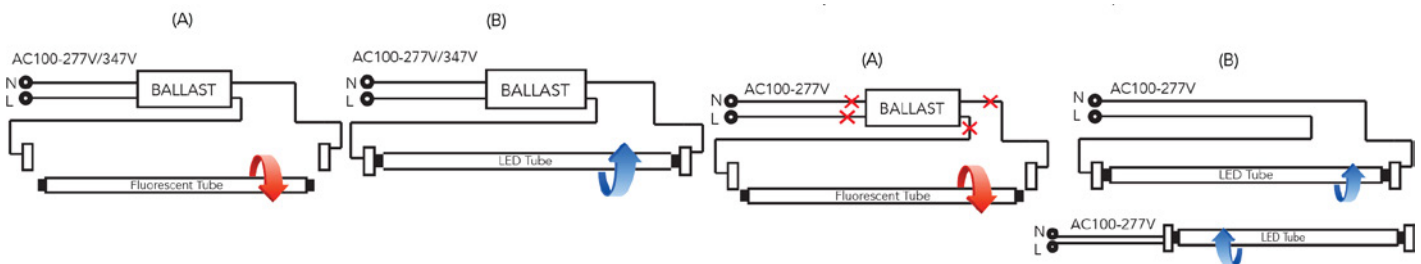 (A)
AC100-277V/347V
N
L
BALLAST
Fluorescent Tube
(B)
AC100-277V/347V
N
L
BALLAST
LED Tube
(A)
AC100-277V
N
L
BALLAST
Fluorescent Tube
(B)
AC100-277V
N
L
LED Tube
AC100-277V
N
L
LED Tube